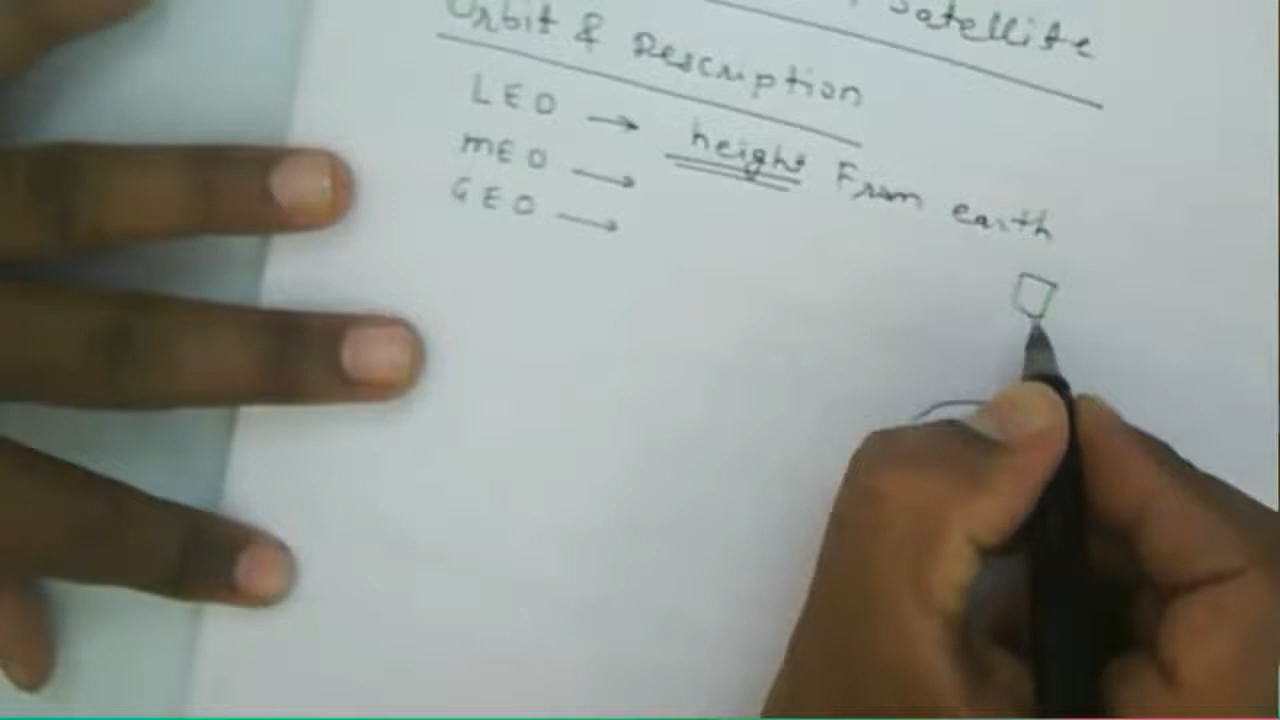 Satellite
Orbit & Description
LEO → height From earth
MEO →
GEO →